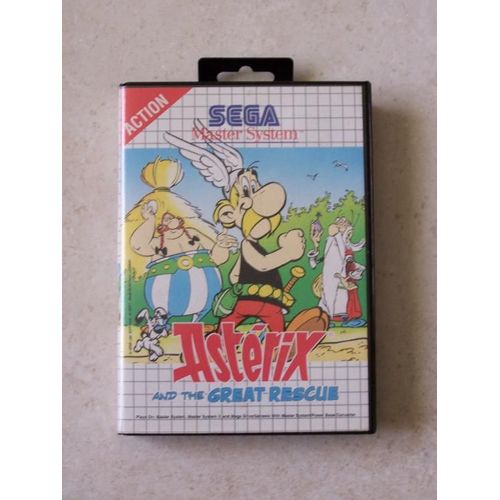 ACTION
SEGA
Master System
Astérix
AND THE GREAT RESCUE